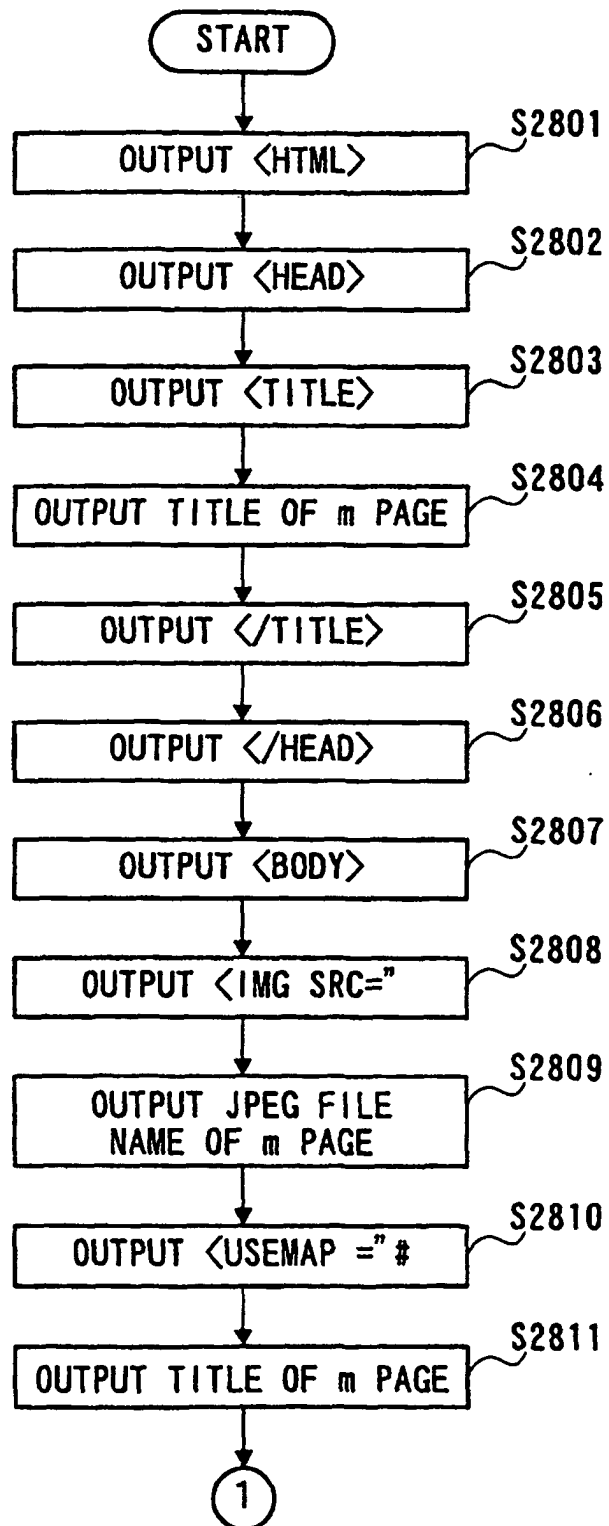 START
S2801
OUTPUT <HTML>
S2802
OUTPUT <HEAD>
S2803
OUTPUT <TITLE>
S2804
OUTPUT TITLE OF m PAGE
S2805
OUTPUT </TITLE>
S2806
OUTPUT </HEAD>
S2807
OUTPUT <BODY>
S2808
OUTPUT <IMG SRC=”
S2809
OUTPUT JPEG FILE
NAME OF m PAGE
S2810
OUTPUT <USEMAP =”#
S2811
OUTPUT TITLE OF m PAGE
1